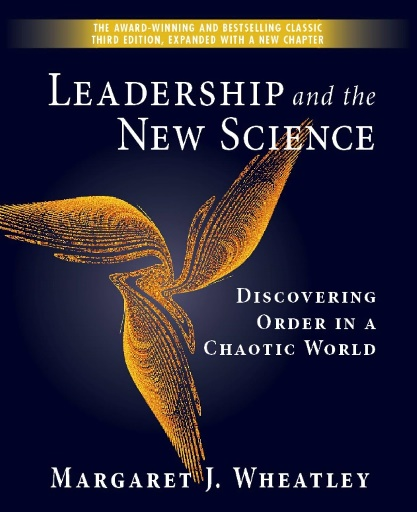 THE AWARD-WINNING AND BESTSELLING CLASSIC
THIRD EDITION, EXPANDED WITH A NEW CHAPTER
LEADERSHIP and the
NEW SCIENCE
DISCOVERING
ORDER IN A
CHAOTIC WORLD
MARGARET J. WHEATLEY